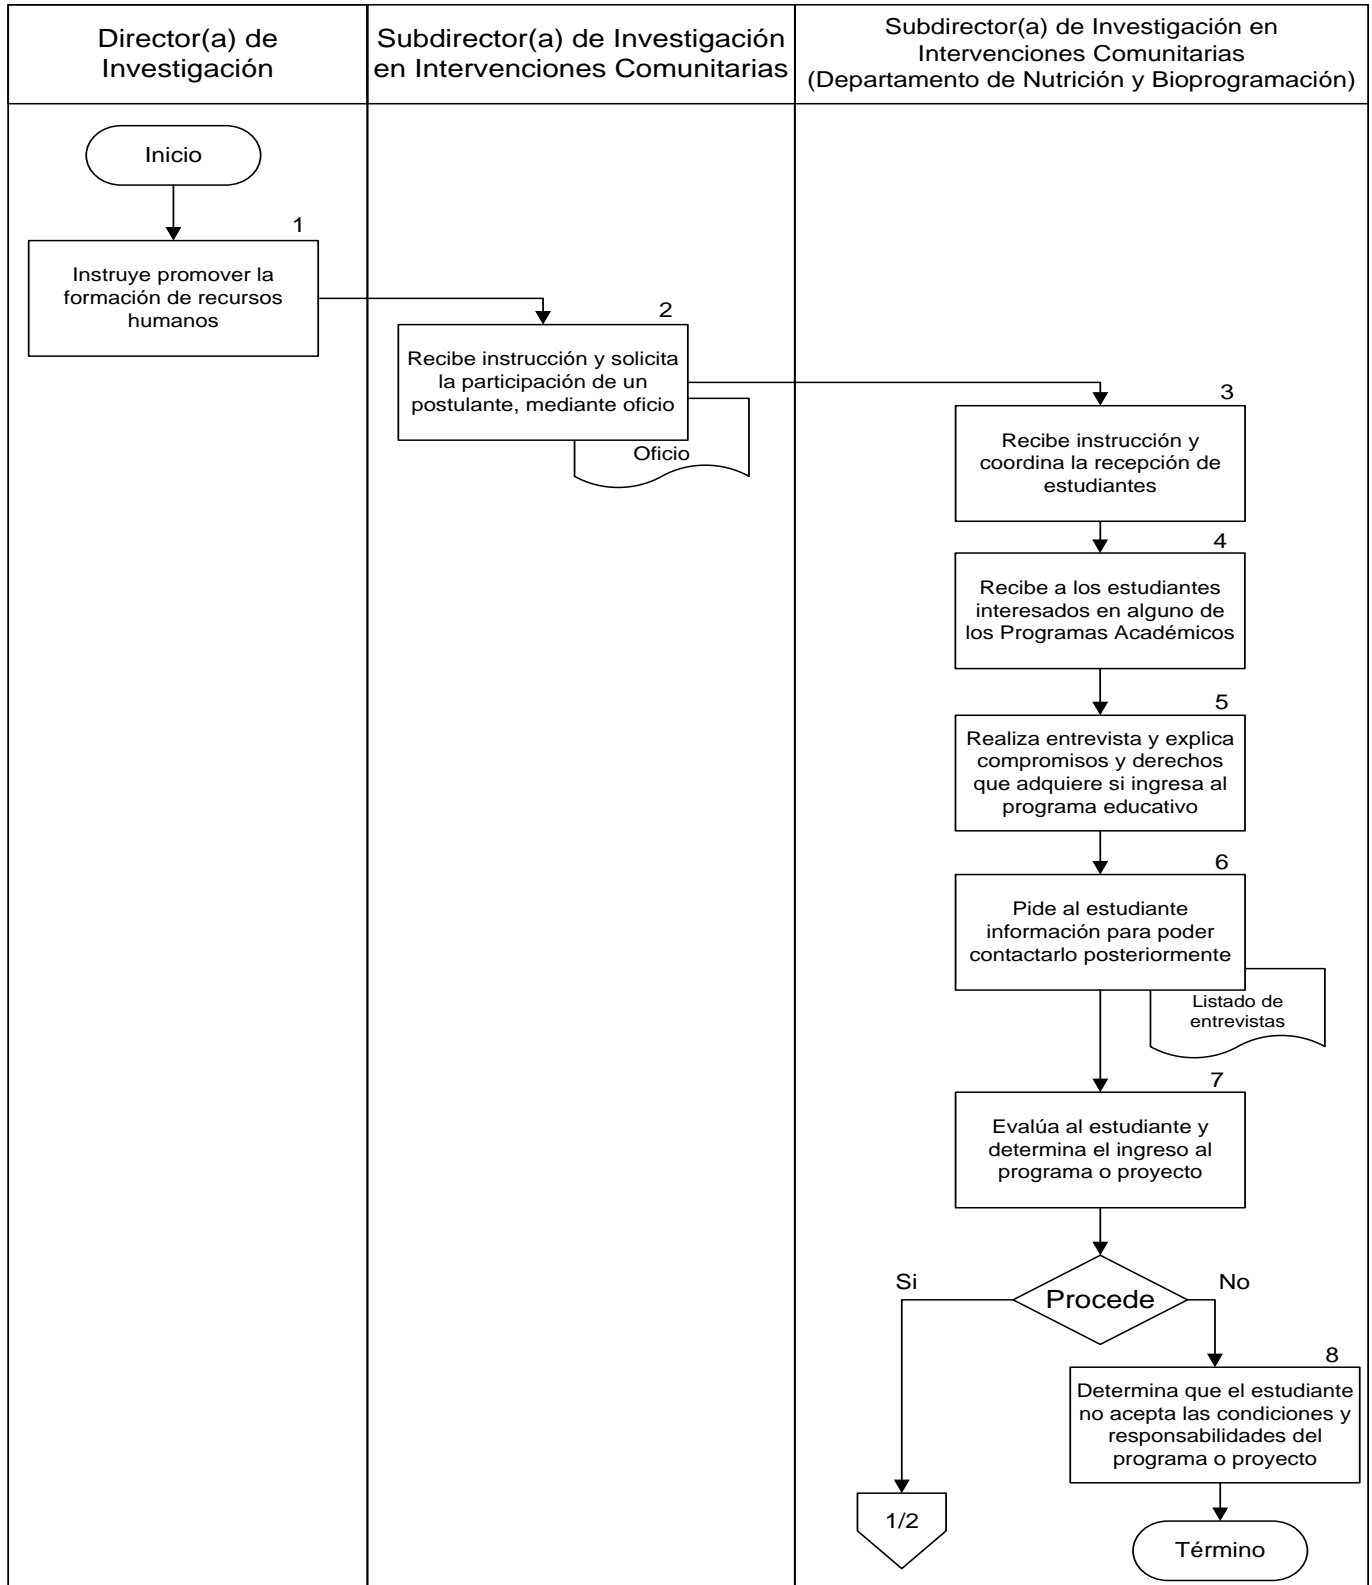 Director(a) de
Investigación
Subdirector(a) de Investigación
en Intervenciones Comunitarias
Subdirector(a) de Investigación en
Intervenciones Comunitarias
(Departamento de Nutrición y Bioprogramación)
Inicio
1
Instruye promover la
formación de recursos
humanos
2
Recibe instrucción y solicita
la participación de un
postulante, mediante oficio
Oficio
3
Recibe instrucción y
coordina la recepción de
estudiantes
4
Recibe a los estudiantes
interesados en alguno de
los Programas Académicos
5
Realiza entrevista y explica
compromisos y derechos
que adquiere si ingresa al
programa educativo
6
Pide al estudiante
información para poder
contactarlo posteriormente
Listado de
entrevistas
7
Evalúa al estudiante y
determina el ingreso al
programa o proyecto
Procede
Si
No
8
Determina que el estudiante
no acepta las condiciones y
responsabilidades del
programa o proyecto
1/2
Término